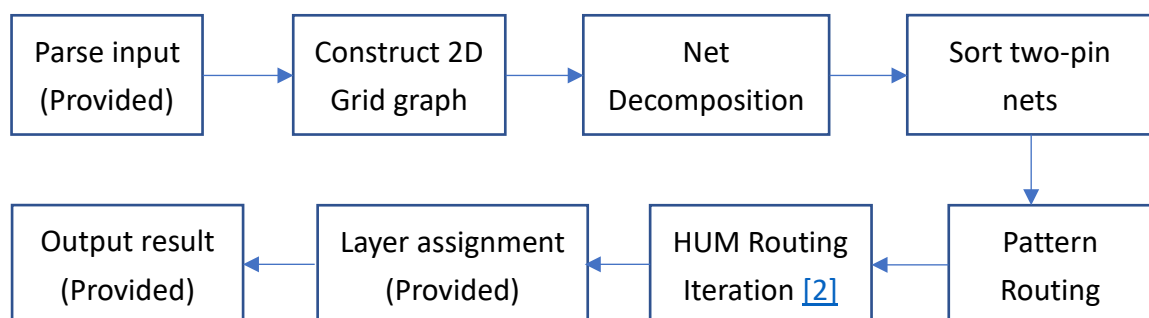 Parse input
(Provided)
Construct 2D
Grid graph
Net
Decomposition
Sort two-pin
nets
Output result
(Provided)
Layer assignment
(Provided)
HUM Routing
Iteration [2]
Pattern
Routing